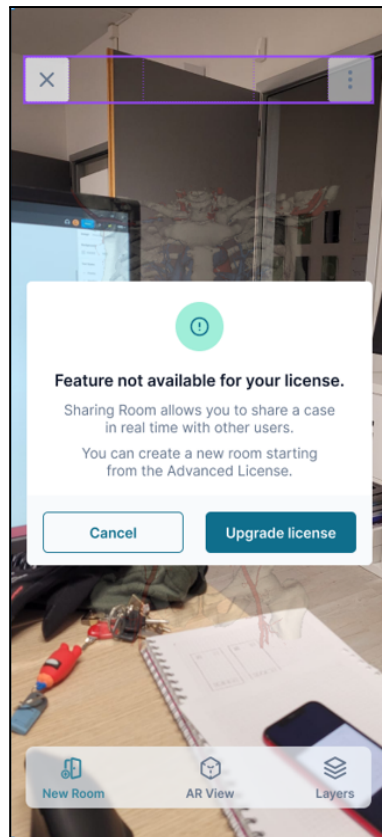 Feature not available for your license.
Sharing Room allows you to share a case
in real time with other users.
You can create a new room starting
from the Advanced License.
Cancel
Upgrade license
New Room
AR View
Layers